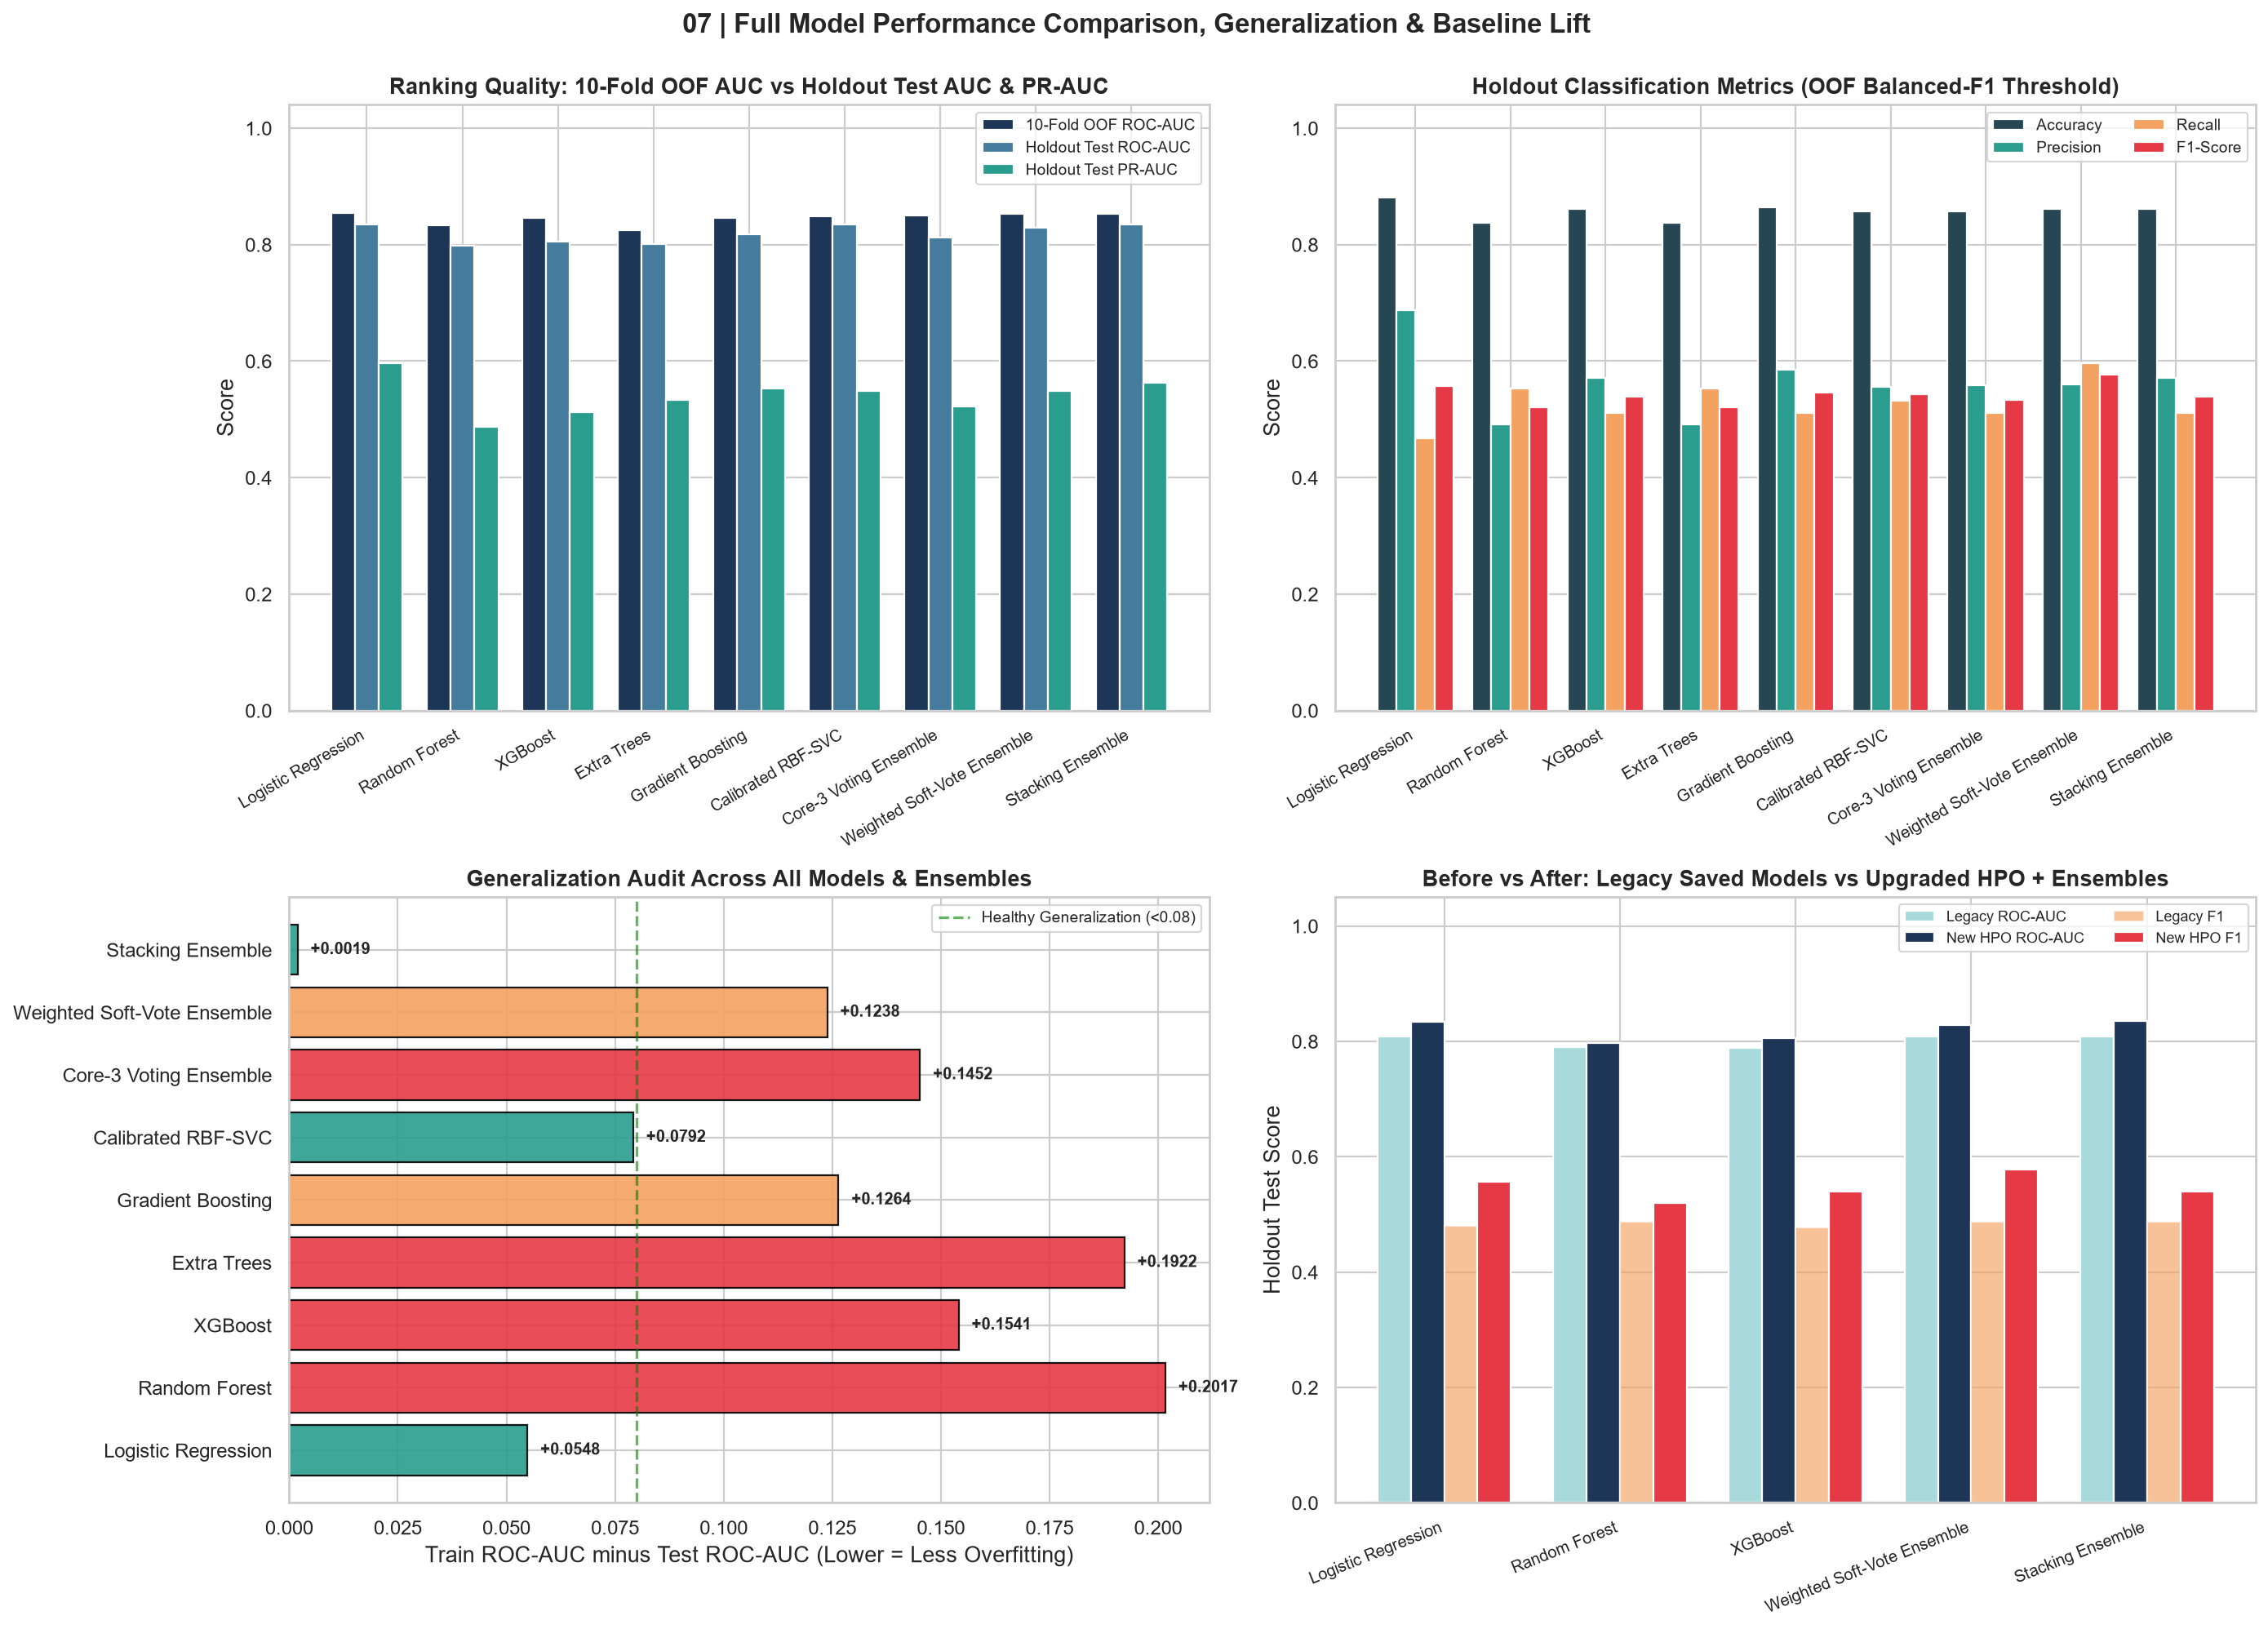 07 | Full Model Performance Comparison, Generalization & Baseline Lift
Ranking Quality: 10-Fold OOF AUC vs Holdout Test AUC & PR-AUC
10-Fold OOF ROC-AUC
Holdout Test ROC-AUC
Holdout Test PR-AUC
Score
1.0
0.8
0.6
0.4
0.2
0.0
Logistic Regression
Random Forest
XGBoost
Extra Trees
Gradient Boosting
Calibrated RBF-SVC
Core-3 Voting Ensemble
Weighted Soft-Vote Ensemble
Stacking Ensemble
Holdout Classification Metrics (OOF Balanced-F1 Threshold)
Accuracy
Precision
Recall
F1-Score
Score
1.0
0.8
0.6
0.4
0.2
0.0
Logistic Regression
Random Forest
XGBoost
Extra Trees
Gradient Boosting
Calibrated RBF-SVC
Core-3 Voting Ensemble
Weighted Soft-Vote Ensemble
Stacking Ensemble
Generalization Audit Across All Models & Ensembles
Healthy Generalization (<0.08)
Stacking Ensemble +0.0019
Weighted Soft-Vote Ensemble +0.1238
Core-3 Voting Ensemble +0.1452
Calibrated RBF-SVC +0.0792
Gradient Boosting +0.1264
Extra Trees +0.1922
XGBoost +0.1541
Random Forest +0.2017
Logistic Regression +0.0548
0.000 0.025 0.050 0.075 0.100 0.125 0.150 0.175 0.200
Train ROC-AUC minus Test ROC-AUC (Lower = Less Overfitting)
Before vs After: Legacy Saved Models vs Upgraded HPO + Ensembles
Legacy ROC-AUC
New HPO ROC-AUC
Legacy F1
New HPO F1
Holdout Test Score
1.0
0.8
0.6
0.4
0.2
0.0
Logistic Regression
Random Forest
XGBoost
Weighted Soft-Vote Ensemble
Stacking Ensemble